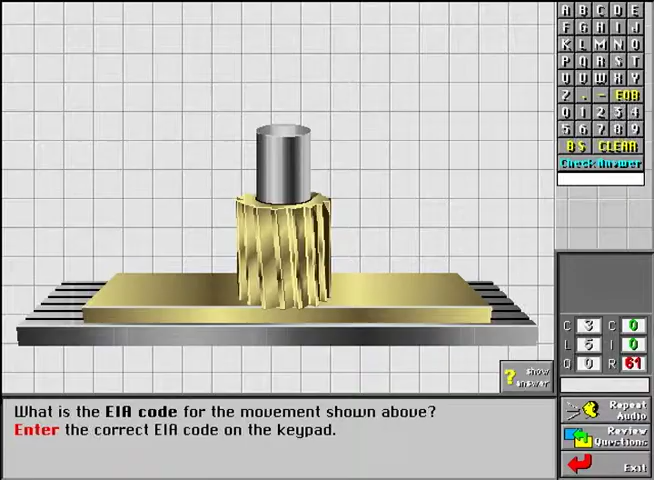 A B C D E
F G H I J
K L M N O
P Q R S T
U V W X Y
Z . - EOB
0 1 2 3 4
5 6 7 8 9
BS CLEAR
Check Answer
C 3 C 0
L 5 I 0
Q 0 R 61
? show answer
What is the EIA code for the movement shown above?
Enter the correct EIA code on the keypad.
Repeat
Audio
Review
Questions
Exit